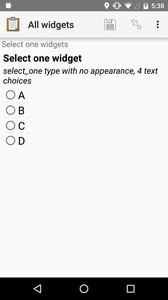 5:38
All widgets
Select one widgets
Select one widget
select_one type with no appearance, 4 text
choices
A
B
C
D